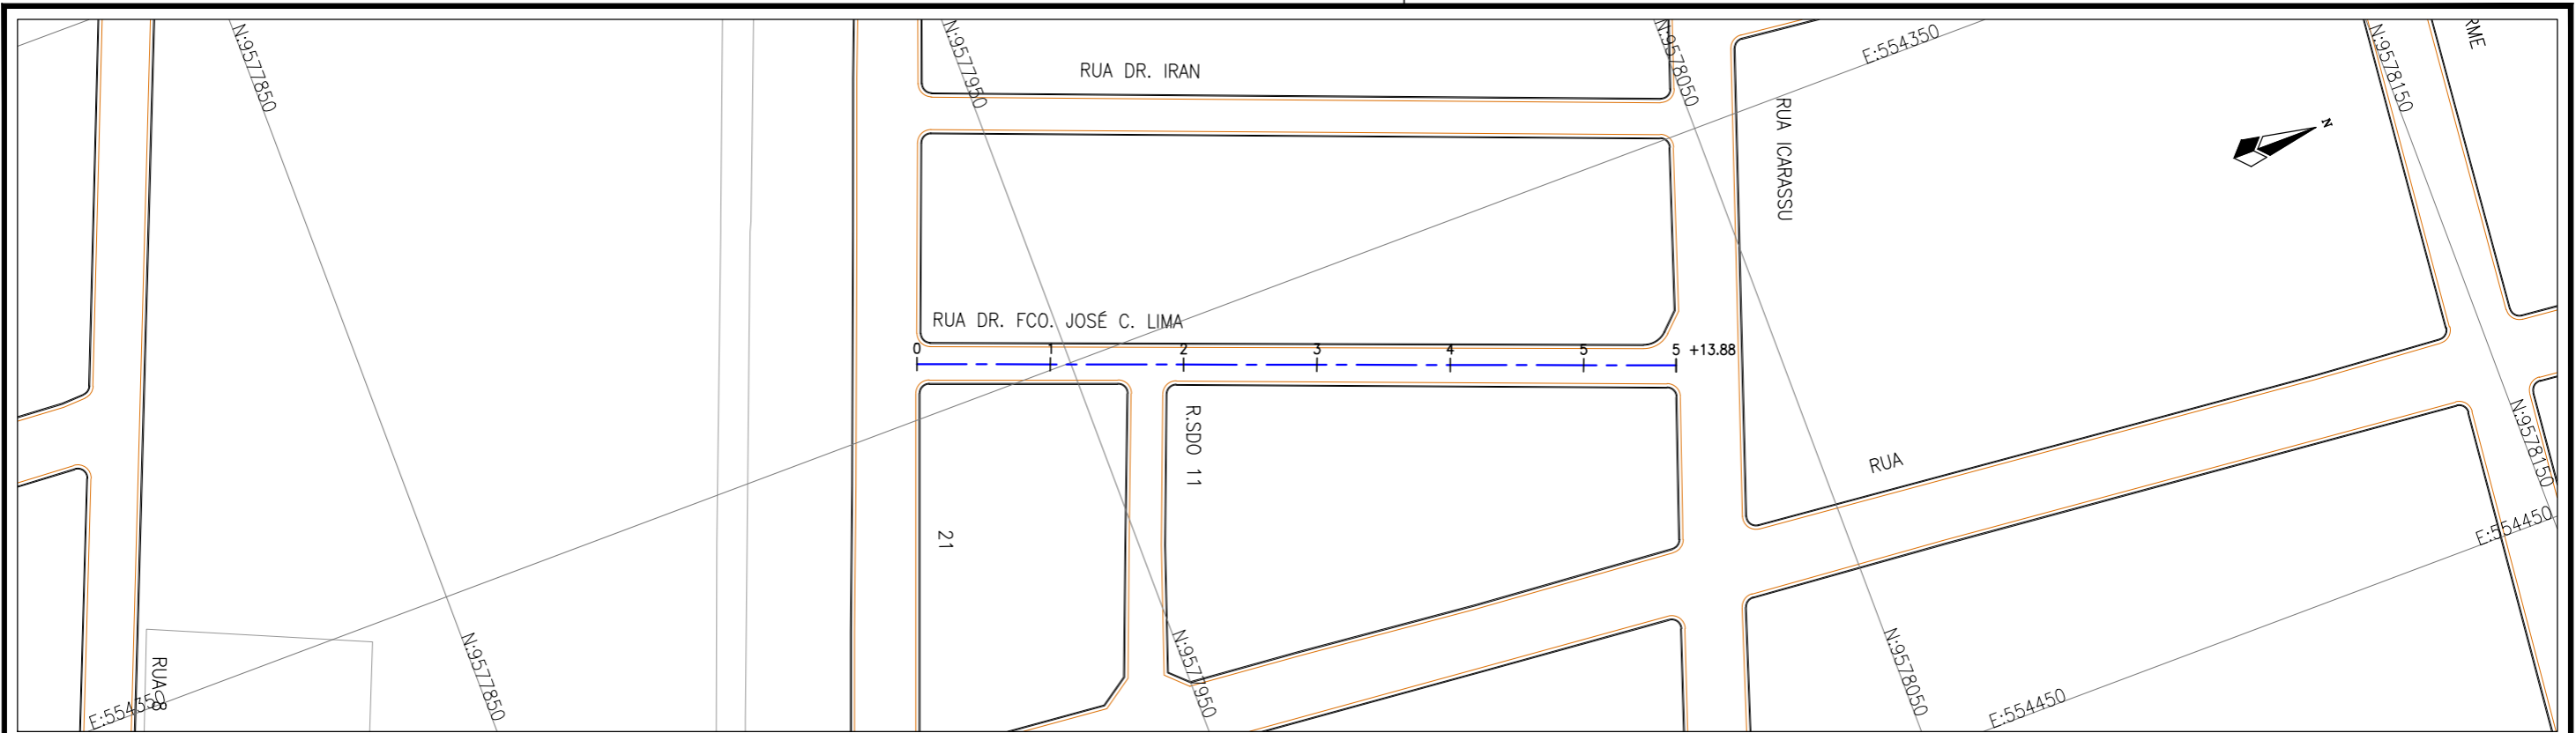 N:9577850
N:9577950
N:9578050
E:554350
N:9578150
RME
RUA DR. IRAN
RUA ICARASSU
N
RUA DR. FCO. JOSÉ C. LIMA
0 1 2 3 4 5 5 +13.88
R.SDO 11
RUA
N:9578150
21
E:554450
RUA 8
E:554350
N:9577850
N:9577950
N:9578050
E:554450